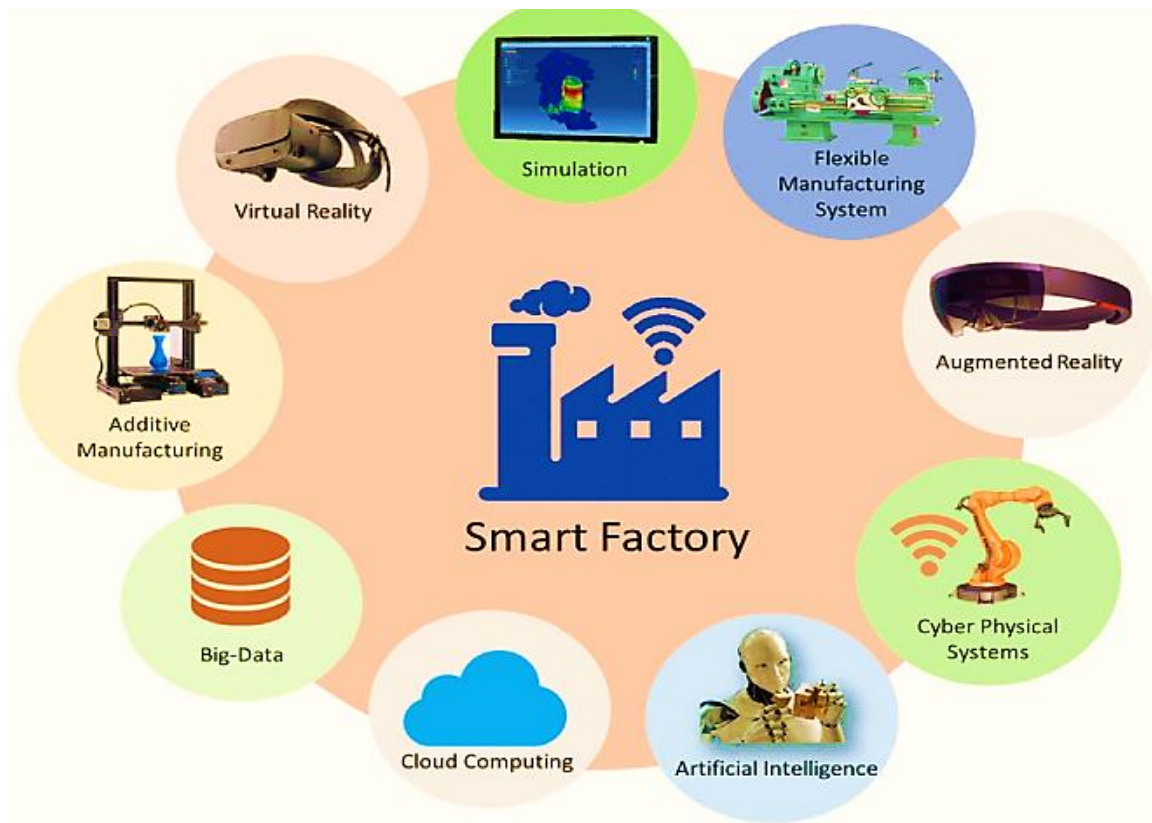 Simulation
Flexible
Manufacturing
System
Virtual Reality
Augmented Reality
Additive
Manufacturing
Smart Factory
Cyber Physical
Systems
Big-Data
Cloud Computing
Artificial Intelligence